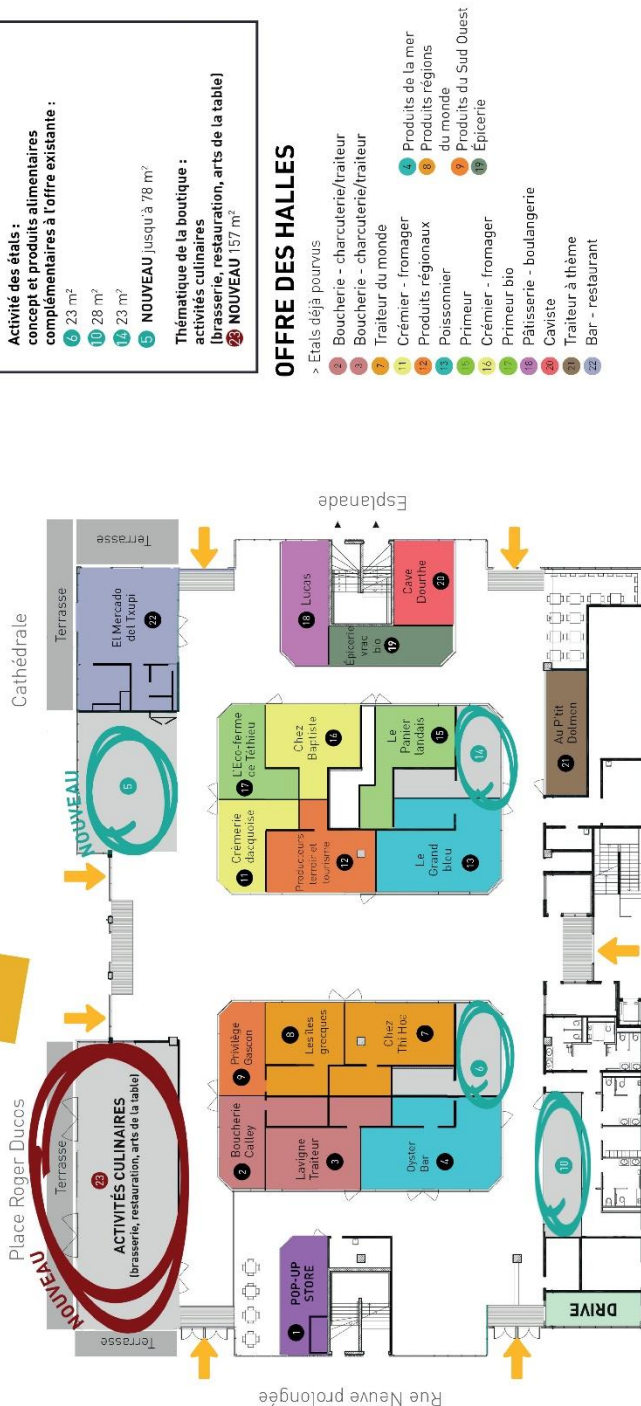 Activité des étals :
concept et produits alimentaires
complémentaires à l'offre existante :
6 23 m²
10 28 m²
14 23 m²
5 NOUVEAU jusqu'à 78 m²
Thématique de la boutique :
activités culinaires
(brasserie, restauration, arts de la table)
23 NOUVEAU 157 m²
OFFRE DES HALLES
> Etals déjà pourvus
2 Boucherie - charcuterie/traiteur
3 Boucherie - charcuterie/traiteur
7 Traiteur du monde
11 Crémier - fromager
12 Produits régionaux
13 Poissonnier
15 Primeur
16 Crémier - fromager
17 Primeur bio
18 Pâtisserie - boulangerie
20 Caviste
21 Traiteur à thème
22 Bar - restaurant
4 Produits de la mer
8 Produits régions
du monde
9 Produits du Sud Ouest
19 Épicerie
Place Roger Ducos
Cathédrale
Rue Neuve prolongée
Esplanade
NOUVEAU
Terrasse
Terrasse
23
ACTIVITÉS CULINAIRES
(brasserie, restauration, arts de la table)
NOUVEAU
5
Terrasse
Terrasse
El Mercado
del Txupi
22
1
POP-UP
STORE
2
Boucherie
Calley
Lavigne
Traiteur
3
Oyster
Bar
4
Privilège
Gascon
9
8
Les îles
grecques
Chez
Thi Hoa
7
6
10
DRIVE
11
Crémerie
dacquoise
Producteurs
terroir et
tourisme
12
Le
Grand
bleu
13
17
L'Eco-ferme
de Téthieu
Chez
Baptiste
16
Le
Panier
landais
15
14
18
Lucas
Épicerie
vrac
bio
19
Cave
Dourthe
20
Au P'tit
Dolmen
21